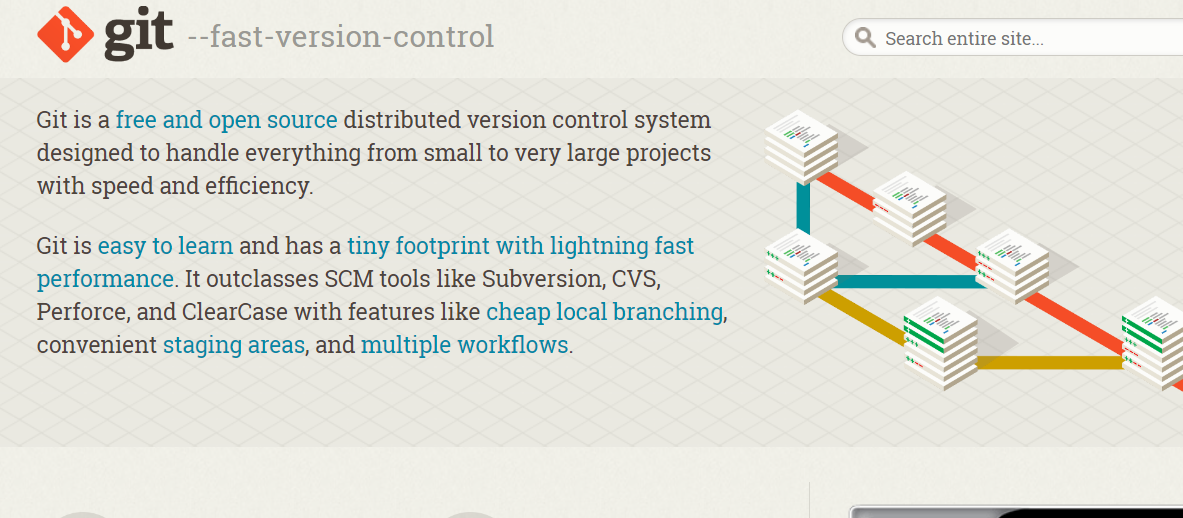 git --fast-version-control
Search entire site...
Git is a free and open source distributed version control system
designed to handle everything from small to very large projects
with speed and efficiency.
Git is easy to learn and has a tiny footprint with lightning fast
performance. It outclasses SCM tools like Subversion, CVS,
Perforce, and ClearCase with features like cheap local branching,
convenient staging areas, and multiple workflows.